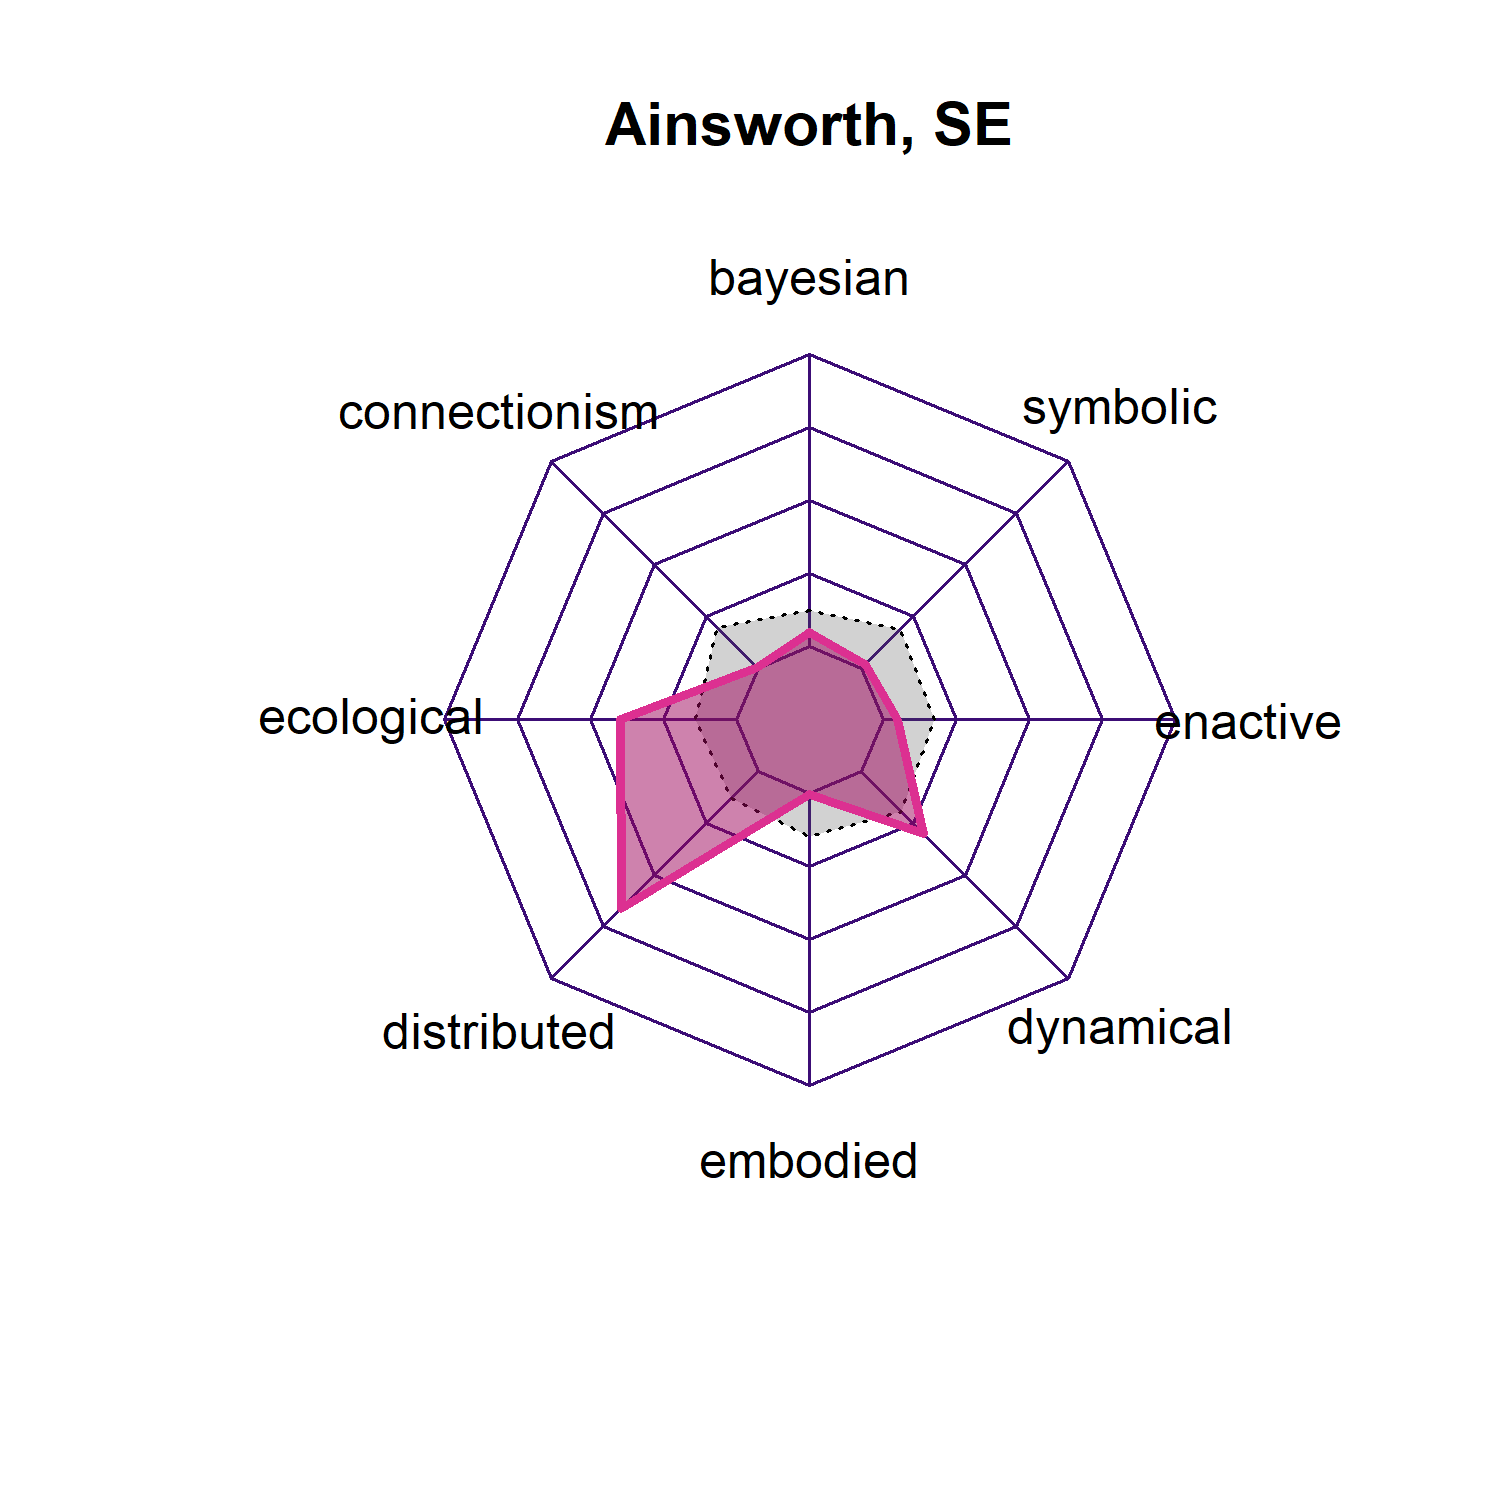 Ainsworth, SE
bayesian
connectionism
symbolic
ecological
enactive
distributed
dynamical
embodied